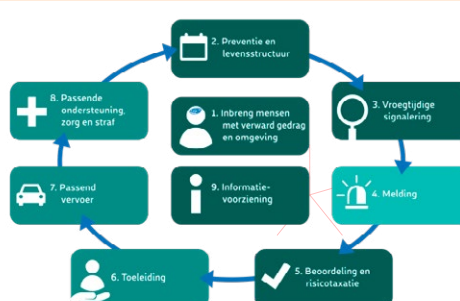 2. Preventie en
levensstructuur
8. Passende
ondersteuning,
zorg en straf
1. Inbreng mensen
met verward gedrag
en omgeving
3. Vroegtijdige
signalering
7. Passend
vervoer
9. Informatie-
voorziening
4. Melding
6. Toeleiding
5. Beoordeling en
risicotaxatie